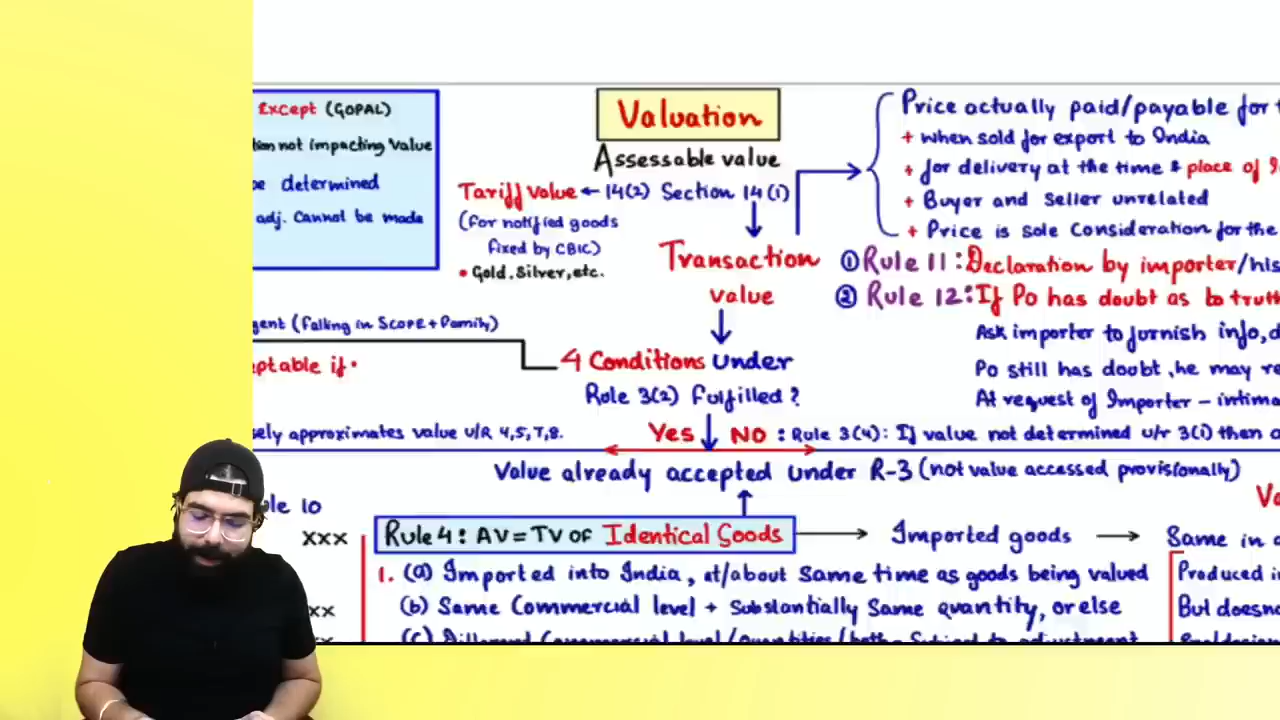 Except (GOPAL)
not impacting Value
determined
adj. Cannot be made
Valuation
Assessable value
Tariff Value ← 14(2) Section 14(1)
(for notified goods
fixed by CBIC)
• Gold, Silver, etc.
Transaction
value
Price actually paid/payable for
+ when sold for export to India
+ for delivery at the time & place of
+ Buyer and Seller unrelated
+ Price is sole Consideration for the
① Rule 11: Declaration by importer/his
② Rule 12: If Po has doubt as to
Ask importer to furnish info,
Po still has doubt, he may
At request of Importer -
(falling in SCOPE + Family)
if•
4 Conditions under
Rule 3(2) fulfilled?
approximates value U/R 4,5,7,8.
Yes NO : Rule 3(4): If value not determined u/r 3(1) then
Value already accepted under R-3 (not value accessed provisionally)
10
XXX
Rule 4: AV=TV of Identical Goods → Imported goods → Same in
1. (a) Imported into India, at/about Same time as goods being valued
(b) Same Commercial level + Substantially Same quantity, or else
Produced
But